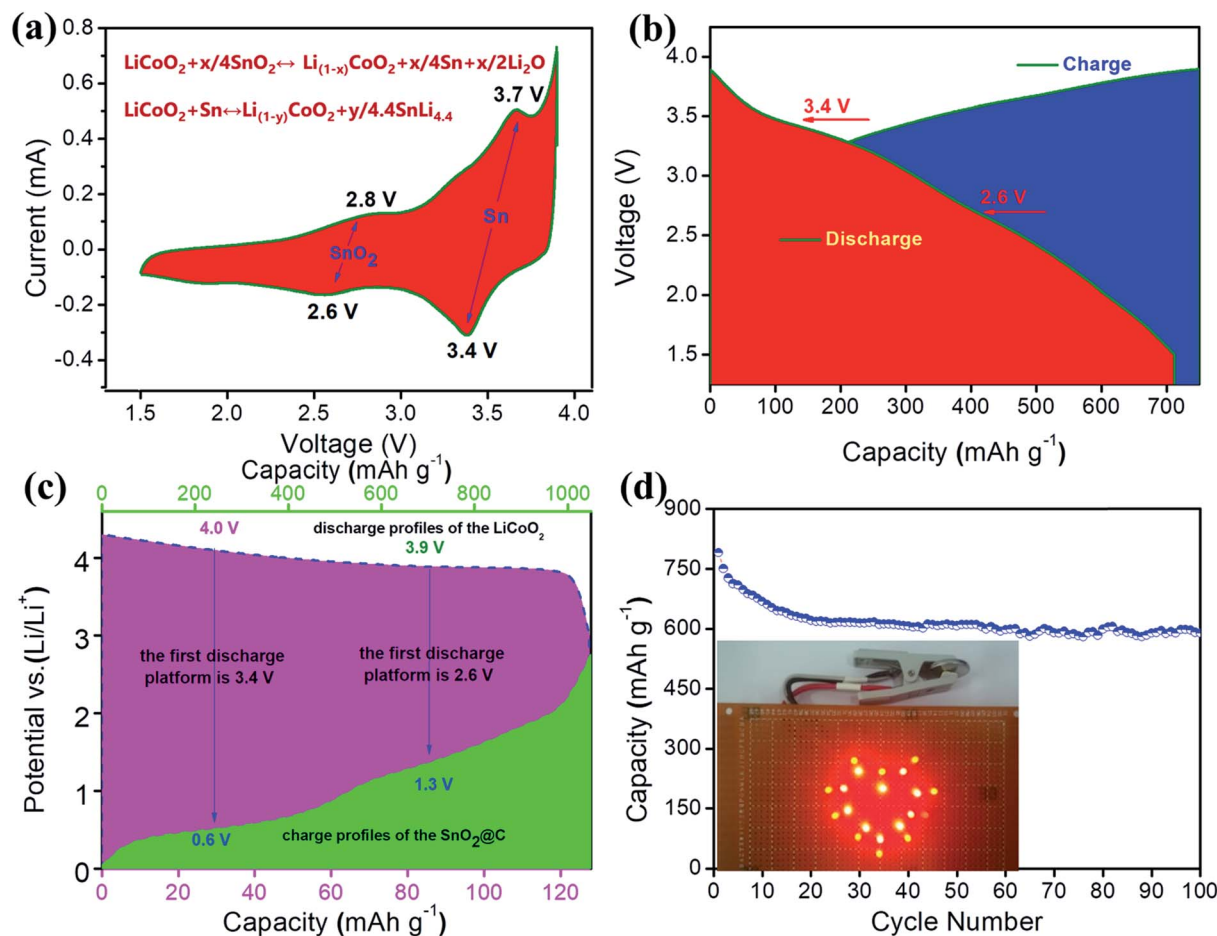 (a)
0.8
0.6
0.4
0.2
0.0
-0.2
-0.4
Current (mA)
LiCoO₂+x/4SnO₂↔ Li₍₁₋ₓ₎CoO₂+x/4Sn+x/2Li₂O
LiCoO₂+Sn↔Li₍₁₋y₎CoO₂+y/4.4SnLi₄.₄
3.7 V
2.8 V
Sn
SnO₂
2.6 V
3.4 V
1.5 2.0 2.5 3.0 3.5 4.0
Voltage (V)
(b)
4.0
3.5
3.0
2.5
2.0
1.5
Voltage (V)
Charge
3.4 V
2.6 V
Discharge
0 100 200 300 400 500 600 700
Capacity (mAh g⁻¹)
(c)
Capacity (mAh g⁻¹)
0 200 400 600 800 1000
4
3
2
1
0
Potential vs.(Li/Li⁺)
4.0 V
discharge profiles of the LiCoO₂
3.9 V
the first discharge
platform is 3.4 V
the first discharge
platform is 2.6 V
1.3 V
0.6 V
charge profiles of the SnO₂@C
0 20 40 60 80 100 120
Capacity (mAh g⁻¹)
(d)
900
750
600
450
300
150
0
Capacity (mAh g⁻¹)
0 10 20 30 40 50 60 70 80 90 100
Cycle Number